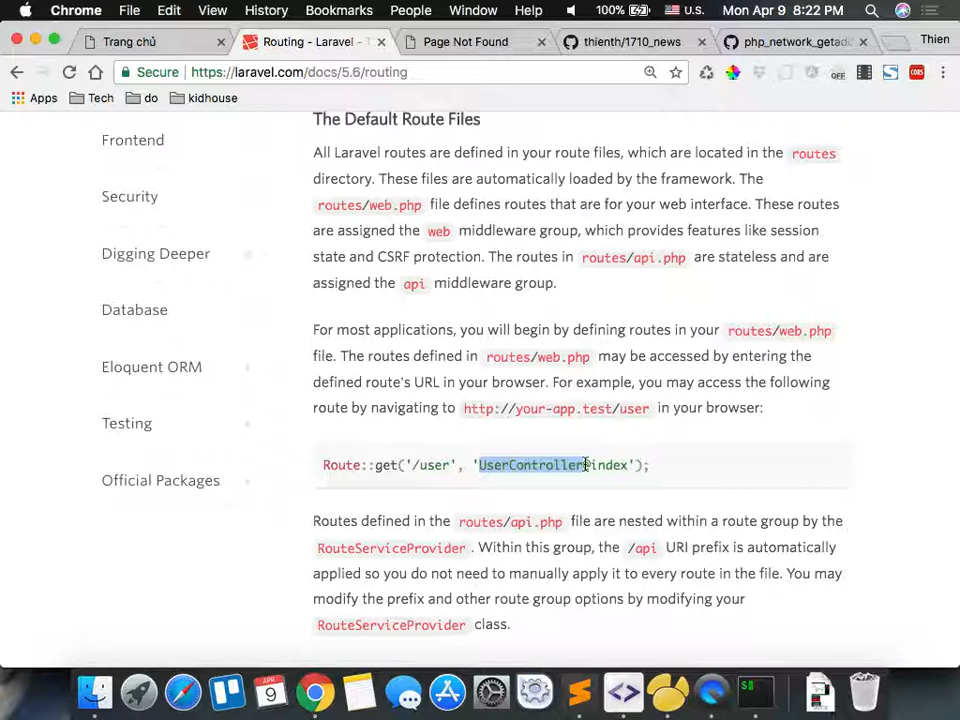 Chrome File Edit View History Bookmarks People Window Help 100% U.S. Mon Apr 9 8:22 PM
Trang chủ
Routing - Laravel - T
Page Not Found
thienth/1710_news
php_network_getad
Thien
Secure https://laravel.com/docs/5.6/routing
OFF
CORS
Apps Tech do kidhouse
Frontend
Security
Digging Deeper
Database
Eloquent ORM
Testing
Official Packages
The Default Route Files
All Laravel routes are defined in your route files, which are located in the routes
directory. These files are automatically loaded by the framework. The
routes/web.php file defines routes that are for your web interface. These routes
are assigned the web middleware group, which provides features like session
state and CSRF protection. The routes in routes/api.php are stateless and are
assigned the api middleware group.
For most applications, you will begin by defining routes in your routes/web.php
file. The routes defined in routes/web.php may be accessed by entering the
defined route's URL in your browser. For example, you may access the following
route by navigating to http://your-app.test/user in your browser:
Route::get('/user', 'UserController@index');
Routes defined in the routes/api.php file are nested within a route group by the
RouteServiceProvider. Within this group, the /api URI prefix is automatically
applied so you do not need to manually apply it to every route in the file. You may
modify the prefix and other route group options by modifying your
RouteServiceProvider class.
APR
9